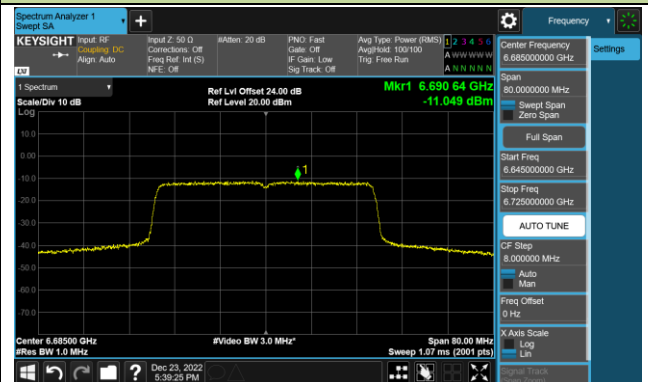 Spectrum Analyzer 1
Swept SA
+
Frequency
KEYSIGHT
Input: RF
Coupling: DC
Align: Auto
Input Z: 50 Ω
Corrections: Off
Freq Ref: Int (S)
NFE: Off
#Atten: 20 dB
PNO: Fast
Gate: Off
IF Gain: Low
Sig Track: Off
Avg Type: Power (RMS)
Avg|Hold: 100/100
Trig: Free Run
1 2 3 4 5 6
A W W W W W
A N N N N N
LXI
1 Spectrum
Scale/Div 10 dB
Log
Ref Lvl Offset 24.00 dB
Ref Level 20.00 dBm
Mkr1 6.690 64 GHz
-11.049 dBm
10.0
0.00
-10.0
-20.0
-30.0
-40.0
-50.0
-60.0
-70.0
1
Center 6.68500 GHz
#Res BW 1.0 MHz
#Video BW 3.0 MHz*
Span 80.00 MHz
Sweep 1.07 ms (2001 pts)
Dec 23, 2022
5:39:25 PM
?
Center Frequency
6.685000000 GHz
Settings
Span
80.0000000 MHz
Swept Span
Zero Span
Full Span
Start Freq
6.645000000 GHz
Stop Freq
6.725000000 GHz
AUTO TUNE
CF Step
8.000000 MHz
Auto
Man
Freq Offset
0 Hz
X Axis Scale
Log
Lin
Signal Track